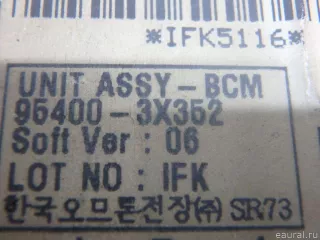 *IFK5116*
UNIT ASSY-BCM
95400-3X352
Soft Ver : 06
LOT NO : IFK
한국오므론전장(주) SR73
© eaural.ru